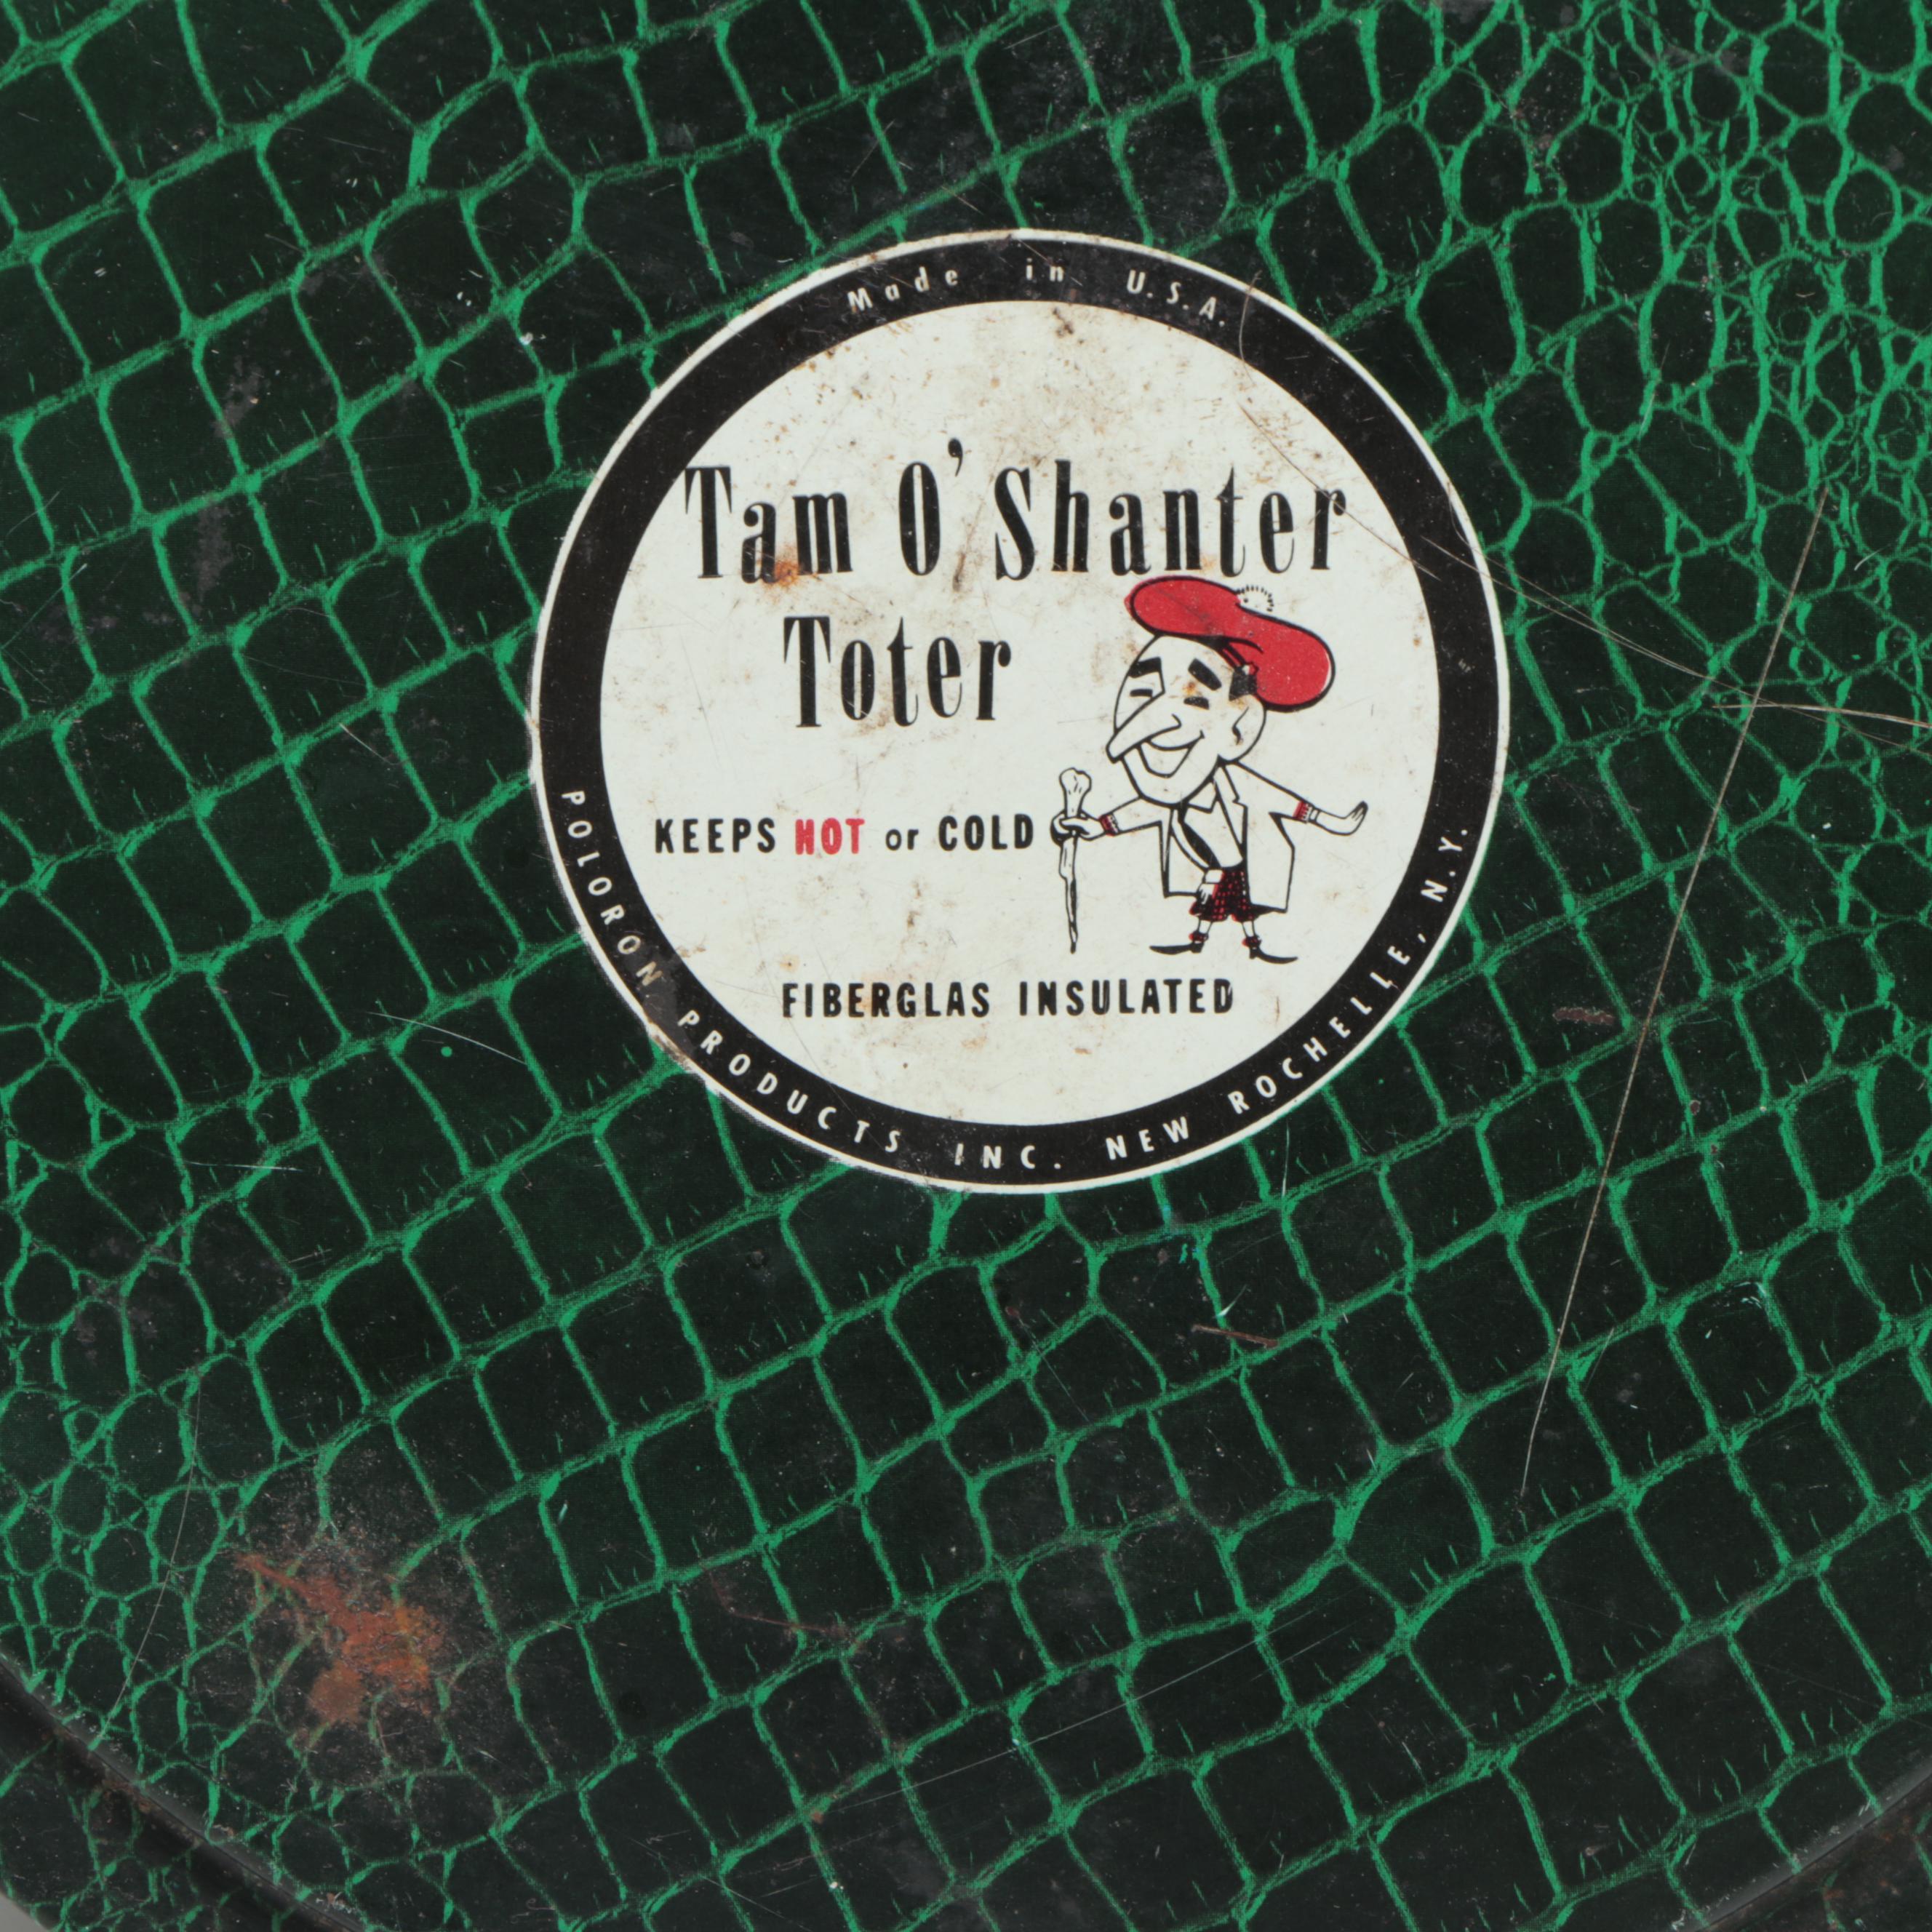 Made in U.S.A.
Tam O'Shanter
Toter
KEEPS HOT or COLD
FIBERGLAS INSULATED
POLORON PRODUCTS INC. NEW ROCHELLE, N.Y.